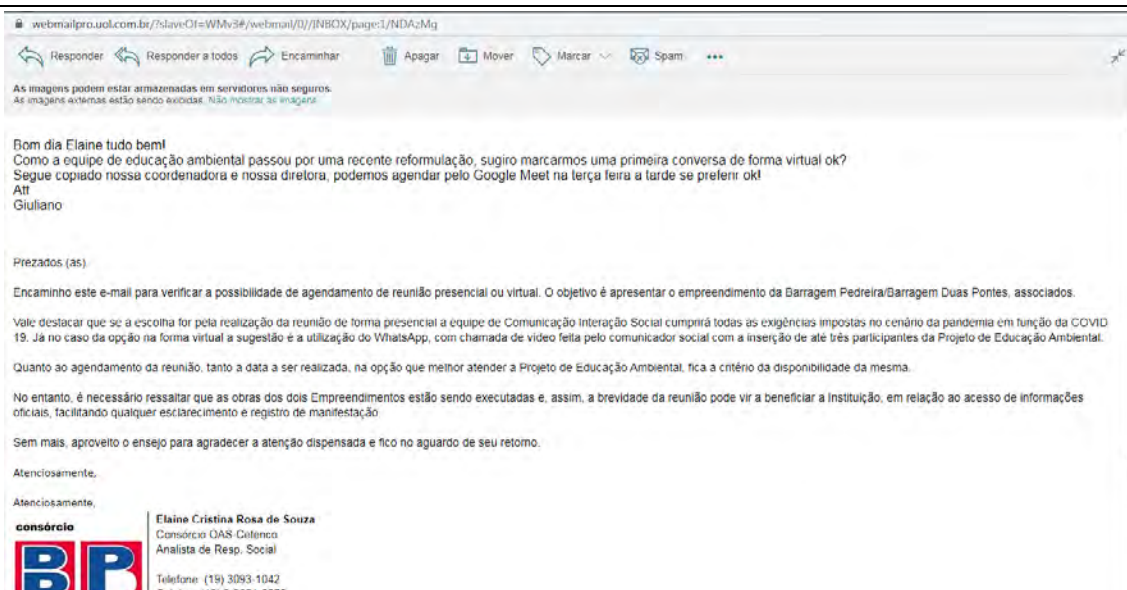 webmailpro.uol.com.br/?slaveOf=WMv3#/webmail/0//INBOX/page:1/NDAzMg
Responder Responder a todos Encaminhar Apagar Mover Marcar Spam •••
As imagens podem estar armazenadas em servidores não seguros.
As imagens externas estão sendo exibidas. Não mostrar as imagens
Bom dia Elaine tudo bem!
Como a equipe de educação ambiental passou por uma recente reformulação, sugiro marcarmos uma primeira conversa de forma virtual ok?
Segue copiado nossa coordenadora e nossa diretora, podemos agendar pelo Google Meet na terça feira a tarde se preferir ok!
Att
Giuliano
Prezados (as)
Encaminho este e-mail para verificar a possibilidade de agendamento de reunião presencial ou virtual. O objetivo é apresentar o empreendimento da Barragem Pedreira/Barragem Duas Pontes, associados.
Vale destacar que se a escolha for pela realização da reunião de forma presencial a equipe de Comunicação Interação Social cumprirá todas as exigências impostas no cenário da pandemia em função da COVID
19. Já no caso da opção na forma virtual a sugestão é a utilização do WhatsApp, com chamada de vídeo feita pelo comunicador social com a inserção de até três participantes da Projeto de Educação Ambiental.
Quanto ao agendamento da reunião, tanto a data a ser realizada, na opção que melhor atender a Projeto de Educação Ambiental, fica a critério da disponibilidade da mesma.
No entanto, é necessário ressaltar que as obras dos dois Empreendimentos estão sendo executadas e, assim, a brevidade da reunião pode vir a beneficiar a Instituição, em relação ao acesso de informações
oficiais, facilitando qualquer esclarecimento e registro de manifestação
Sem mais, aproveito o ensejo para agradecer a atenção dispensada e fico no aguardo de seu retorno.
Atenciosamente,
Atenciosamente,
consórcio
BP
Elaine Cristina Rosa de Souza
Consórcio OAS-Cetenco
Analista de Resp. Social
Telefone: (19) 3093-1042